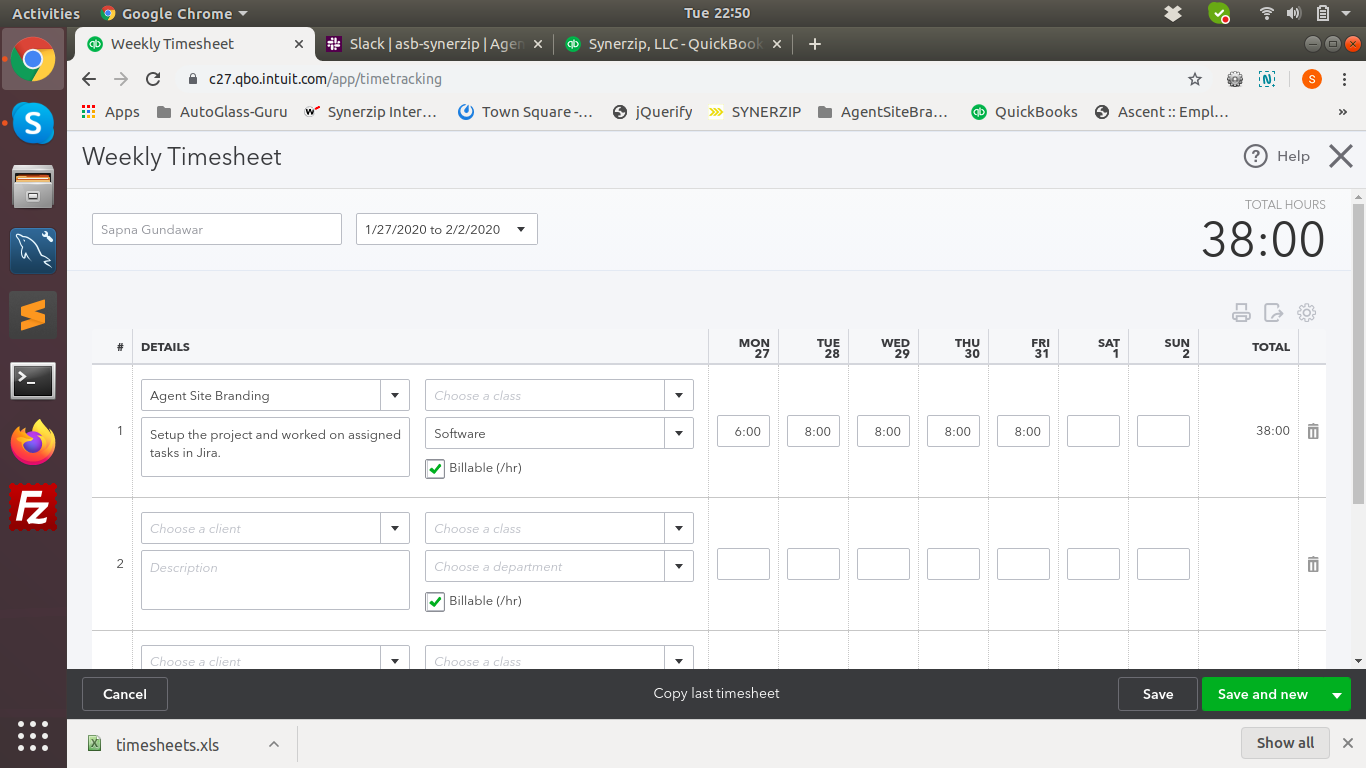 Activities Google Chrome Tue 22:50
Weekly Timesheet Slack | asb-synerzip | Agen Synerzip, LLC - QuickBook
c27.qbo.intuit.com/app/timetracking S
Apps AutoGlass-Guru Synerzip Inter... Town Square -... jQuerify SYNERZIP AgentSiteBra... QuickBooks Ascent :: Empl... »
Weekly Timesheet Help
TOTAL HOURS
Sapna Gundawar 1/27/2020 to 2/2/2020 38:00
# DETAILS MON 27 TUE 28 WED 29 THU 30 FRI 31 SAT 1 SUN 2 TOTAL
Agent Site Branding Choose a class
1 Setup the project and worked on assigned Software 6:00 8:00 8:00 8:00 8:00 38:00
tasks in Jira.
Billable (/hr)
Choose a client Choose a class
2 Description Choose a department
Billable (/hr)
Choose a client Choose a class
Cancel Copy last timesheet Save Save and new
timesheets.xls Show all